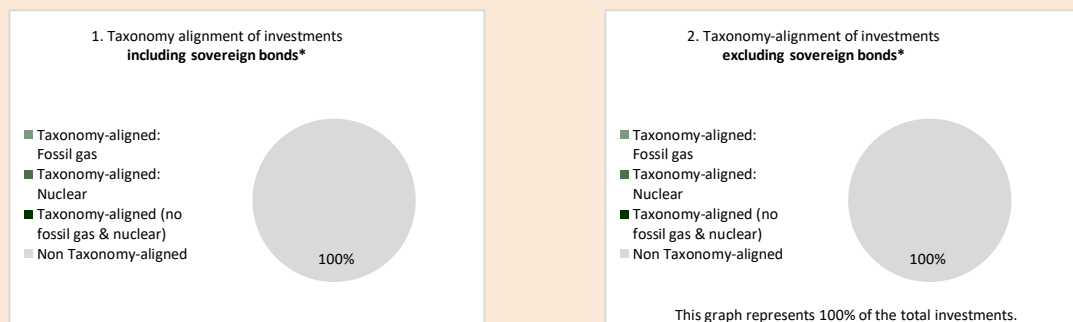 1. Taxonomy alignment of investments
including sovereign bonds*
Taxonomy-aligned:
Fossil gas
Taxonomy-aligned:
Nuclear
Taxonomy-aligned (no
fossil gas & nuclear)
Non Taxonomy-aligned
100%
2. Taxonomy-alignment of investments
excluding sovereign bonds*
Taxonomy-aligned:
Fossil gas
Taxonomy-aligned:
Nuclear
Taxonomy-aligned (no
fossil gas & nuclear)
Non Taxonomy-aligned
100%
This graph represents 100% of the total investments.